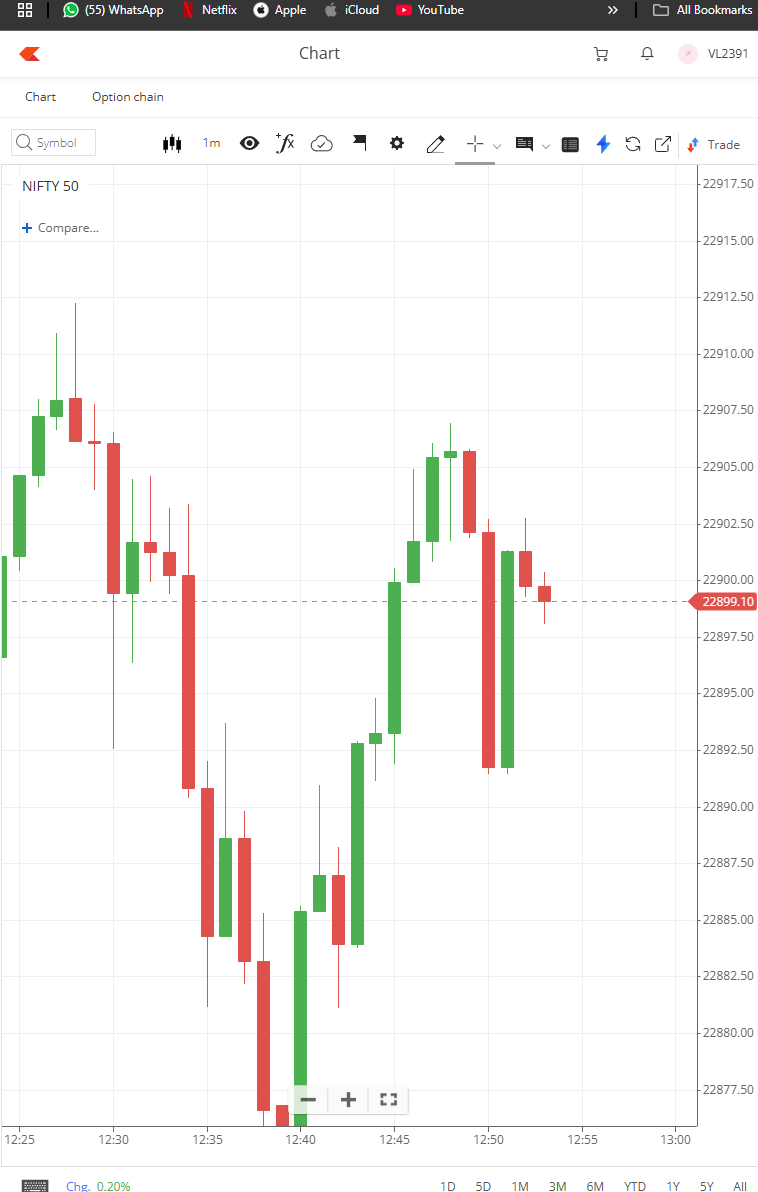 (55) WhatsApp Netflix Apple iCloud YouTube » All Bookmarks
Chart VL2391
Chart Option chain
Symbol 1m Trade
NIFTY 50
Compare...
22917.50
22915.00
22912.50
22910.00
22907.50
22905.00
22902.50
22900.00
22899.10
22897.50
22895.00
22892.50
22890.00
22887.50
22885.00
22882.50
22880.00
22877.50
12:25 12:30 12:35 12:40 12:45 12:50 12:55 13:00
Chg. 0.20% 1D 5D 1M 3M 6M YTD 1Y 5Y All